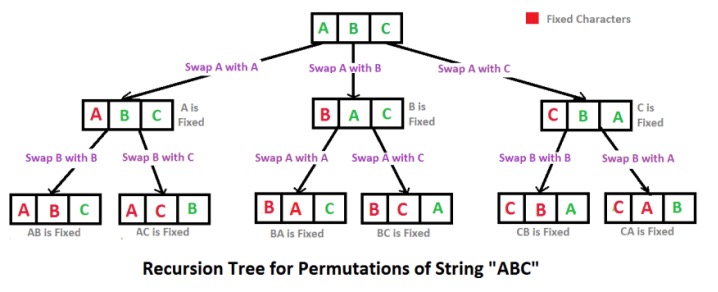 A B C
Fixed Characters
Swap A with A
Swap A with B
Swap A with C
A B C
A is
Fixed
B A C
B is
Fixed
C B A
C is
Fixed
Swap B with B
Swap B with C
Swap A with A
Swap A with C
Swap B with B
Swap B with A
A B C
A C B
B A C
B C A
C B A
C A B
AB is Fixed
AC is Fixed
BA is Fixed
BC is Fixed
CB is Fixed
CA is Fixed
Recursion Tree for Permutations of String "ABC"